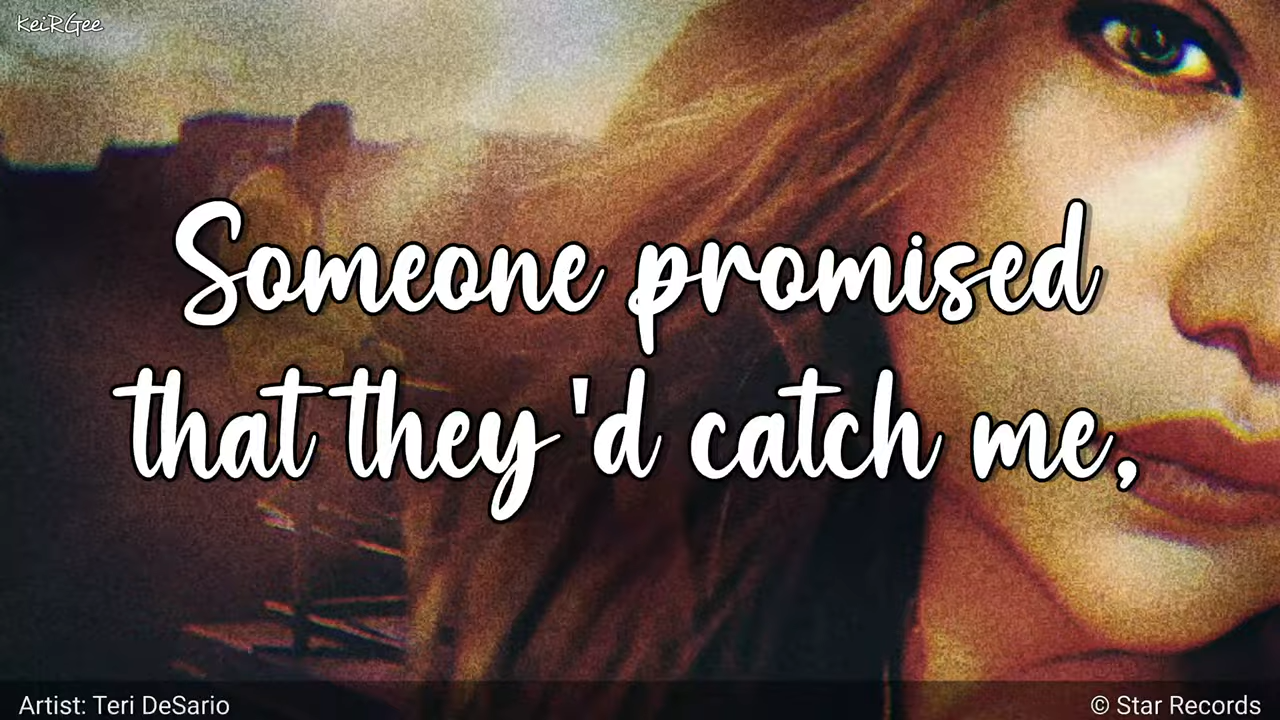 KeiRGee
Someone promised
that they'd catch me,
Artist: Teri DeSario
© Star Records